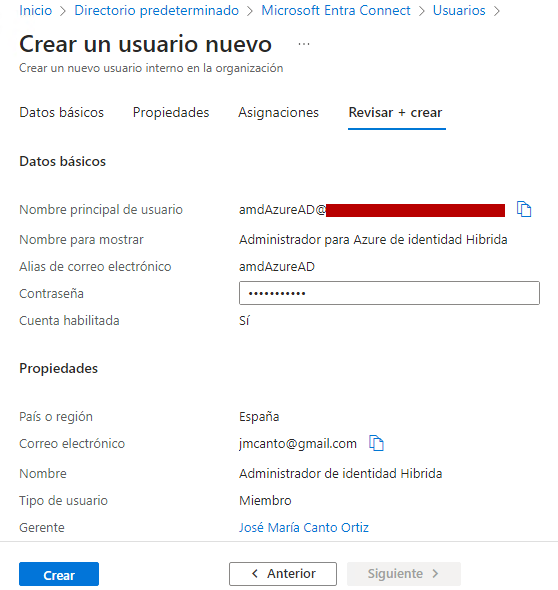 Inicio > Directorio predeterminado > Microsoft Entra Connect > Usuarios >
Crear un usuario nuevo ...
Crear un nuevo usuario interno en la organización
Datos básicos Propiedades Asignaciones Revisar + crear
Datos básicos
Nombre principal de usuario amdAzureAD@
Nombre para mostrar Administrador para Azure de identidad Hibrida
Alias de correo electrónico amdAzureAD
Contraseña •••••••••••
Cuenta habilitada Sí
Propiedades
País o región España
Correo electrónico jmcanto@gmail.com
Nombre Administrador de identidad Hibrida
Tipo de usuario Miembro
Gerente José María Canto Ortiz
Crear < Anterior Siguiente >